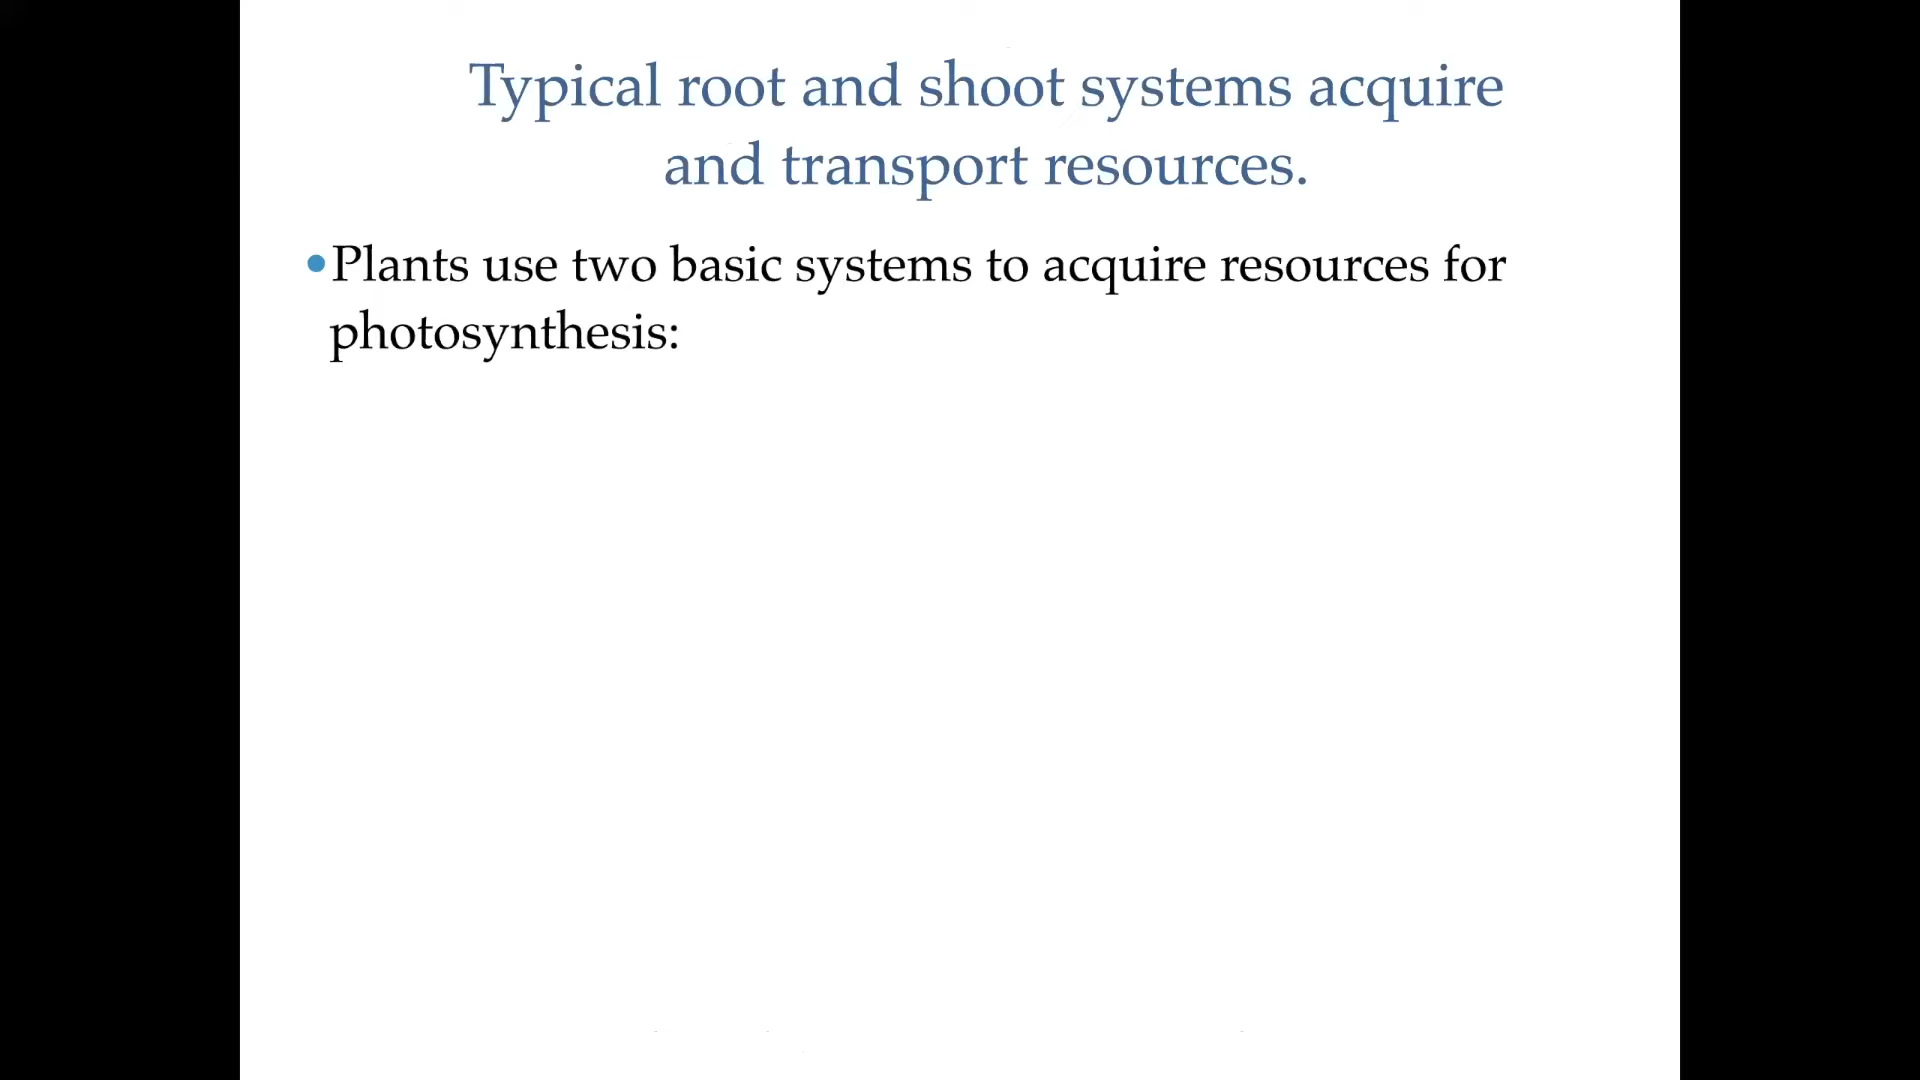 Typical root and shoot systems acquire
and transport resources.
•Plants use two basic systems to acquire resources for
photosynthesis: